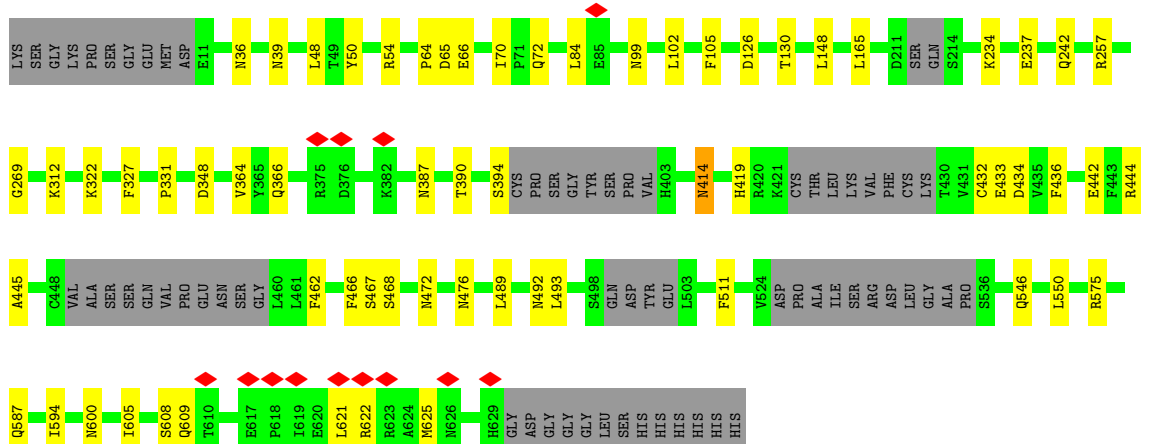 LYS SER GLY LYS PRO SER GLY GLU MET ASP E11 N36 N39 L48 T49 Y50 R54 P64 D65 E66 I70 P71 Q72 L84 E85 N99 L102 F105 D126 T130 L148 L165 D211 SER GLN S214 K234 E237 Q242 R257
G269 K312 K322 F327 P331 D348 V364 Y365 Q366 R375 D376 K382 N387 T390 S394 CYS PRO SER GLY TYR SER PRO VAL H403 N414 H419 R420 K421 CYS THR LEU LYS VAL PHE CYS LYS T430 V431 C432 E433 D434 V435 F436 E442 F443 R444
A445 C448 VAL ALA SER SER GLN VAL PRO GLU ASN SER GLY L460 L461 F462 F466 S467 S468 N472 N476 L489 N492 L493 S498 GLN ASP TYR GLU L503 F511 V524 ASP PRO ALA ILE SER ARG ASP LEU GLY ALA PRO S536 Q546 L550 R575
Q587 I594 N600 I605 S608 Q609 T610 E617 P618 I619 E620 L621 R622 R623 A624 M625 N626 H629 GLY ASP GLY GLY GLY LEU SER HIS HIS HIS HIS HIS HIS